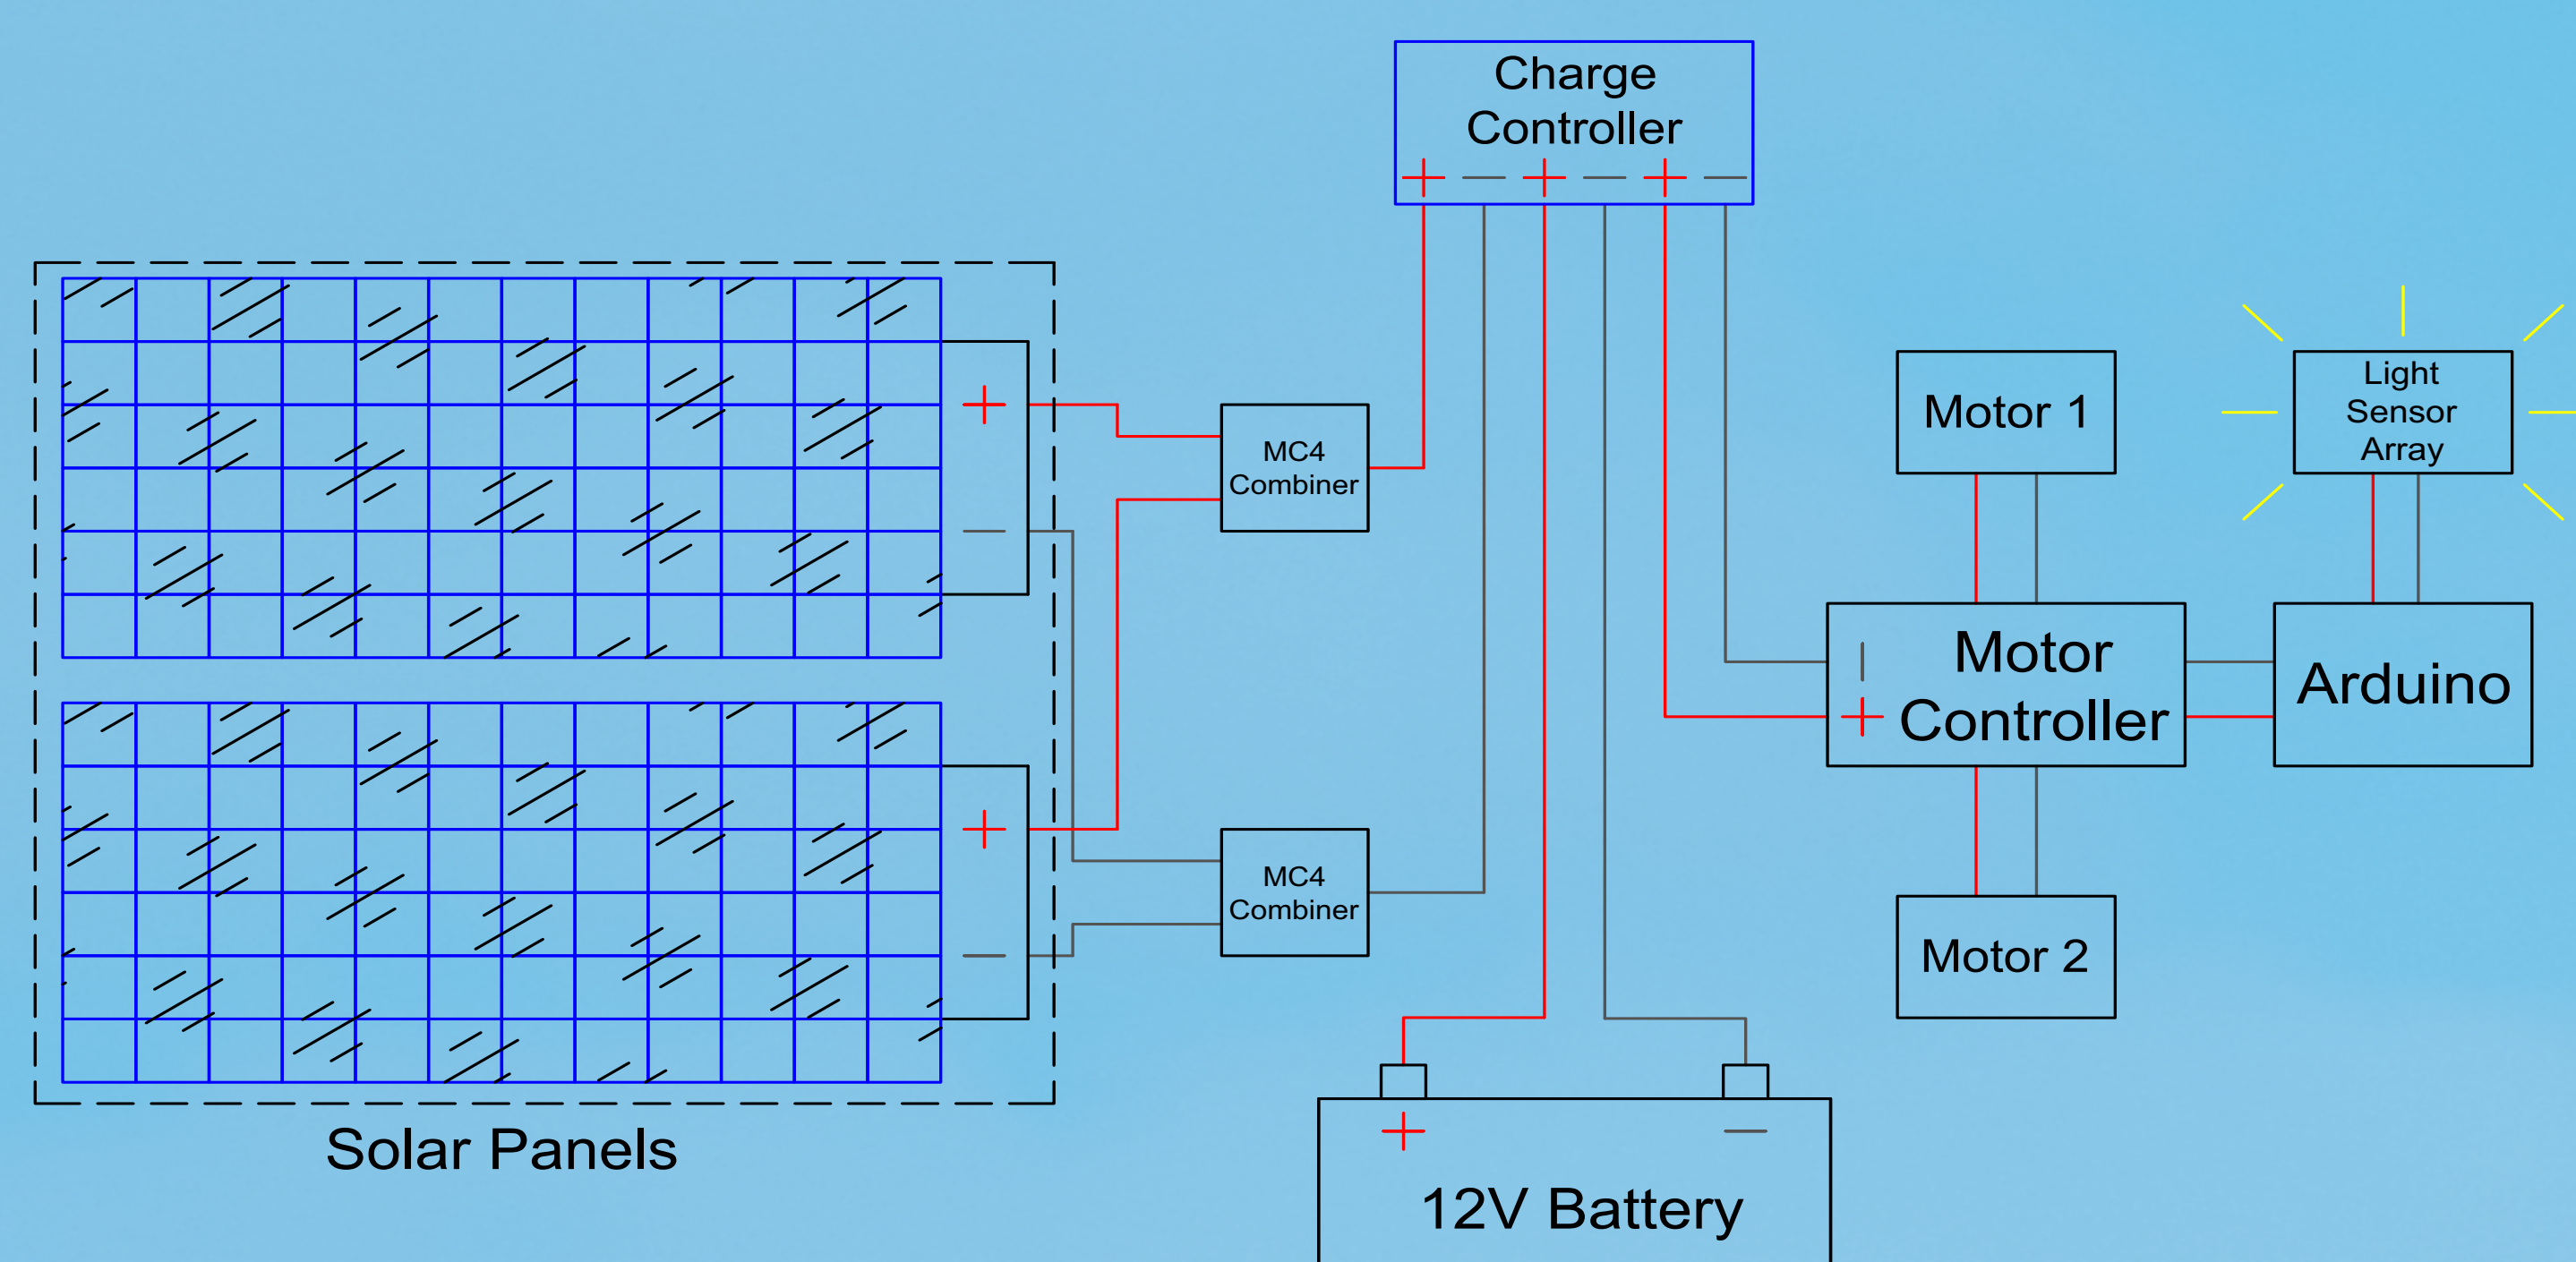 Charge
Controller
+ − + − + −
+
−
+
−
Solar Panels
MC4
Combiner
MC4
Combiner
+ −
12V Battery
Motor 1
−
+
Motor
Controller
Motor 2
Light
Sensor
Array
Arduino